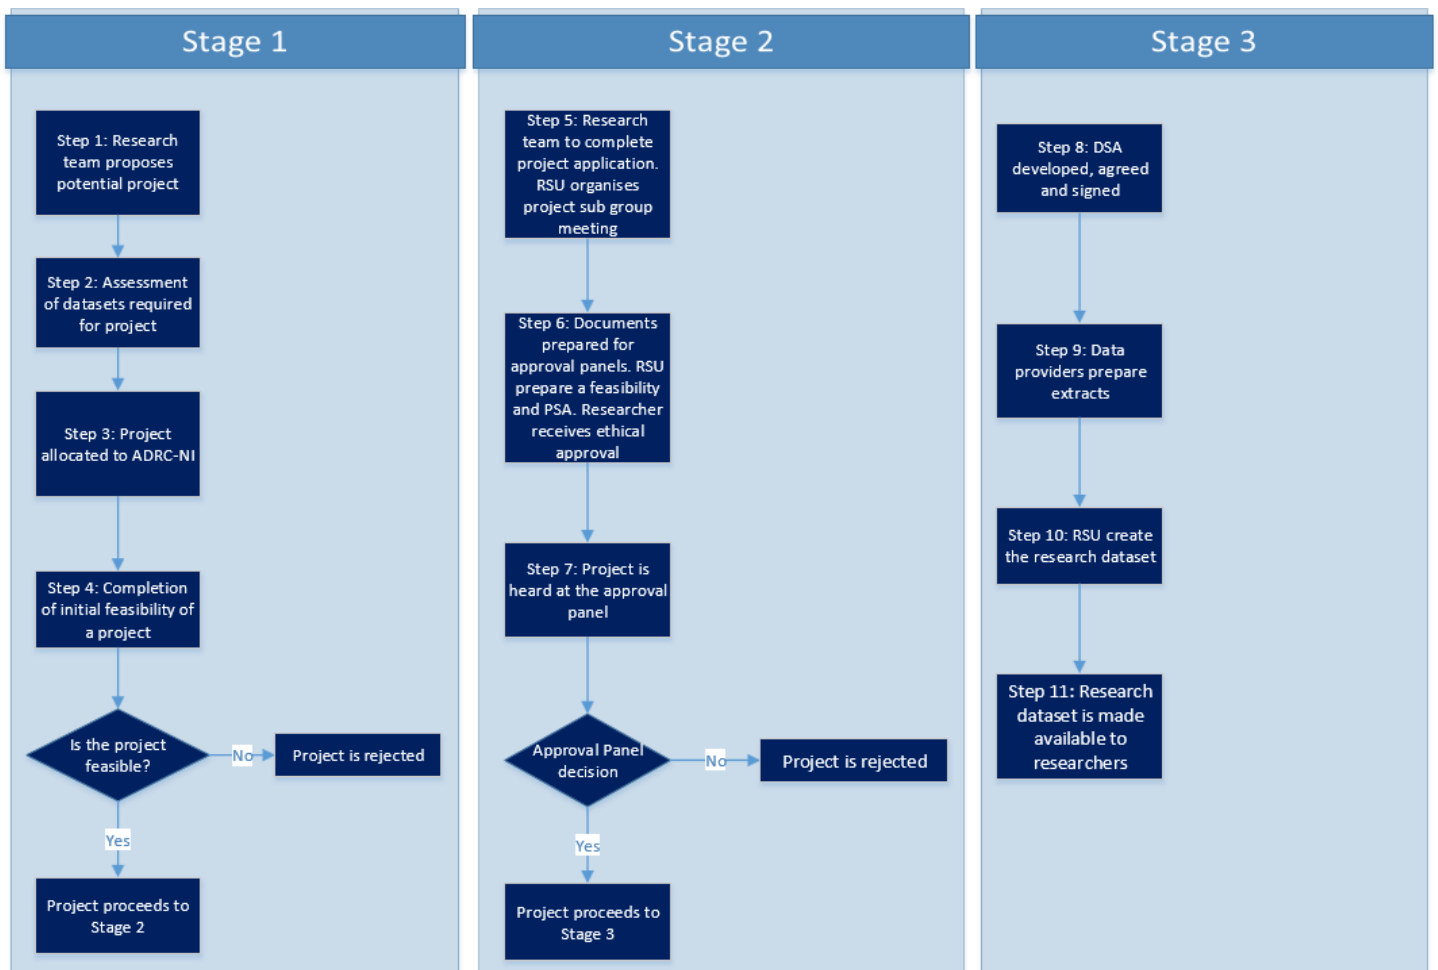 Stage 1
Step 1: Research
team proposes
potential project
Step 2: Assessment
of datasets required
for project
Step 3: Project
allocated to ADRC-NI
Step 4: Completion
of initial feasibility of
a project
Is the project
feasible?
No
Project is rejected
Yes
Project proceeds to
Stage 2
Stage 2
Step 5: Research
team to complete
project application.
RSU organises
project sub group
meeting
Step 6: Documents
prepared for
approval panels. RSU
prepare a feasibility
and PSA. Researcher
receives ethical
approval
Step 7: Project is
heard at the approval
panel
Approval Panel
decision
No
Project is rejected
Yes
Project proceeds to
Stage 3
Stage 3
Step 8: DSA
developed, agreed
and signed
Step 9: Data
providers prepare
extracts
Step 10: RSU create
the research dataset
Step 11: Research
dataset is made
available to
researchers